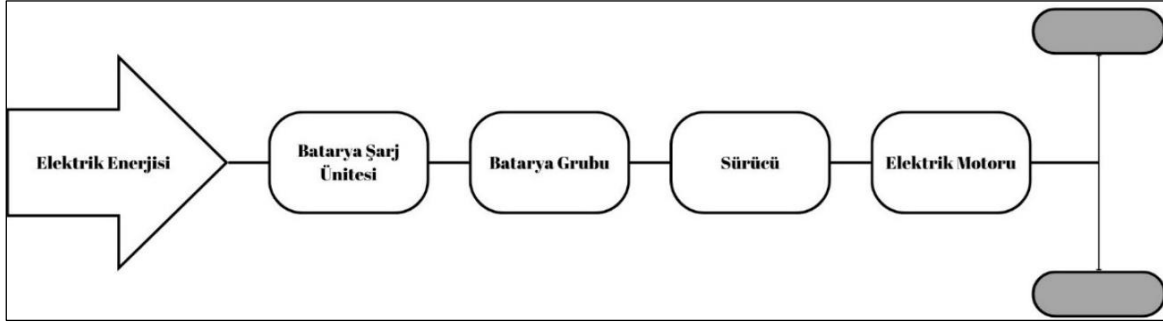 Elektrik Enerjisi
Batarya Şarj
Ünitesi
Batarya Grubu
Sürücü
Elektrik Motoru